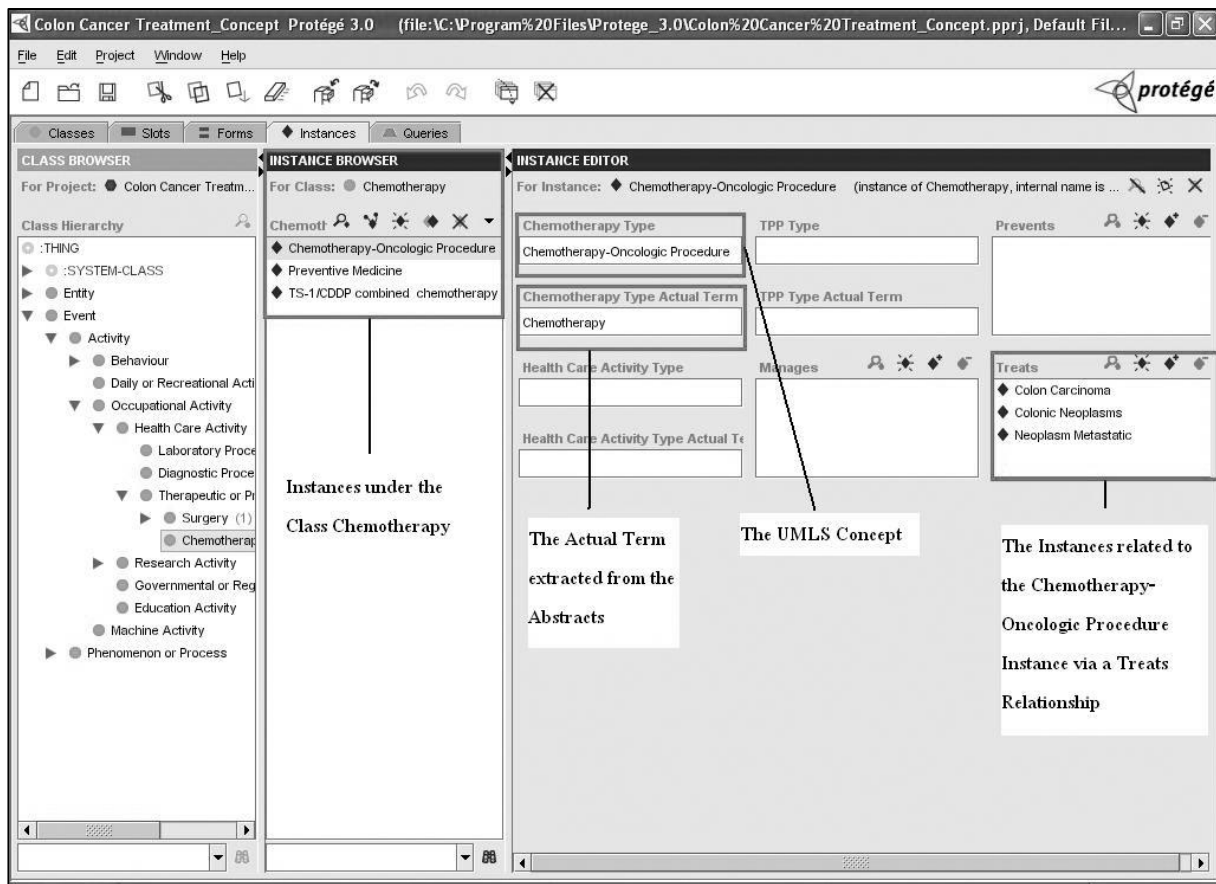 Colon Cancer Treatment_Concept Protégé 3.0 (file:\C:\Program%20Files\Protege_3.0\Colon%20Cancer%20Treatment_Concept.pprj, Default Fil...
File Edit Project Window Help
protégé
Classes Slots Forms Instances Queries
CLASS BROWSER
For Project: Colon Cancer Treatm...
Class Hierarchy
:THING
:SYSTEM-CLASS
Entity
Event
Activity
Behaviour
Daily or Recreational Acti
Occupational Activity
Health Care Activity
Laboratory Proce
Diagnostic Proce
Therapeutic or Pr
Surgery (1)
Chemotherap
Research Activity
Governmental or Reg
Education Activity
Machine Activity
Phenomenon or Process
INSTANCE BROWSER
For Class: Chemotherapy
Chemotl
Chemotherapy-Oncologic Procedure
Preventive Medicine
TS-1/CDDP combined chemotherapy
Instances under the
Class Chemotherapy
INSTANCE EDITOR
For Instance: Chemotherapy-Oncologic Procedure (instance of Chemotherapy, internal name is ...
Chemotherapy Type
Chemotherapy-Oncologic Procedure
Chemotherapy Type Actual Term
Chemotherapy
Health Care Activity Type
Health Care Activity Type Actual Te
TPP Type
TPP Type Actual Term
Manages
Prevents
Treats
Colon Carcinoma
Colonic Neoplasms
Neoplasm Metastatic
The Actual Term
extracted from the
Abstracts
The UMLS Concept
The Instances related to
the Chemotherapy-
Oncologic Procedure
Instance via a Treats
Relationship